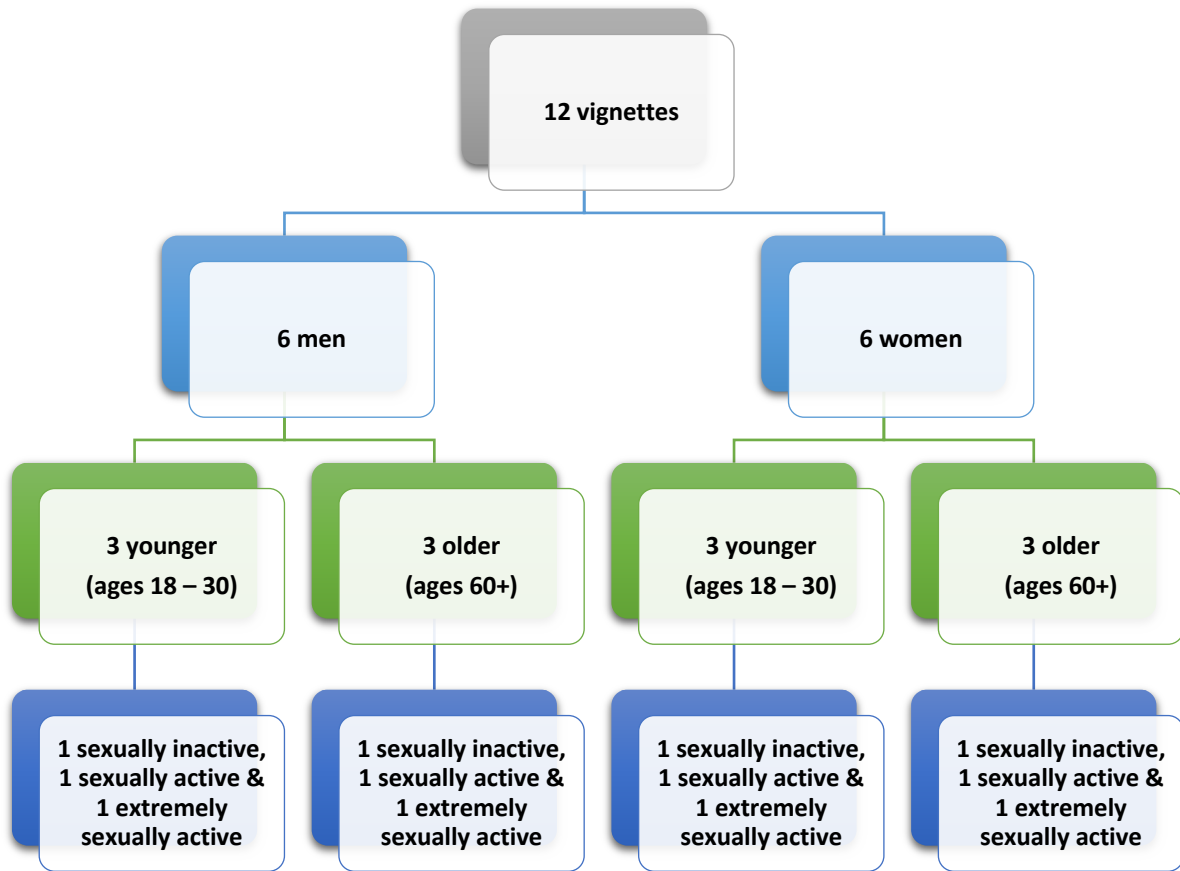 12 vignettes
6 men
6 women
3 younger
(ages 18 – 30)
3 older
(ages 60+)
3 younger
(ages 18 – 30)
3 older
(ages 60+)
1 sexually inactive,
1 sexually active &
1 extremely
sexually active
1 sexually inactive,
1 sexually active &
1 extremely
sexually active
1 sexually inactive,
1 sexually active &
1 extremely
sexually active
1 sexually inactive,
1 sexually active &
1 extremely
sexually active